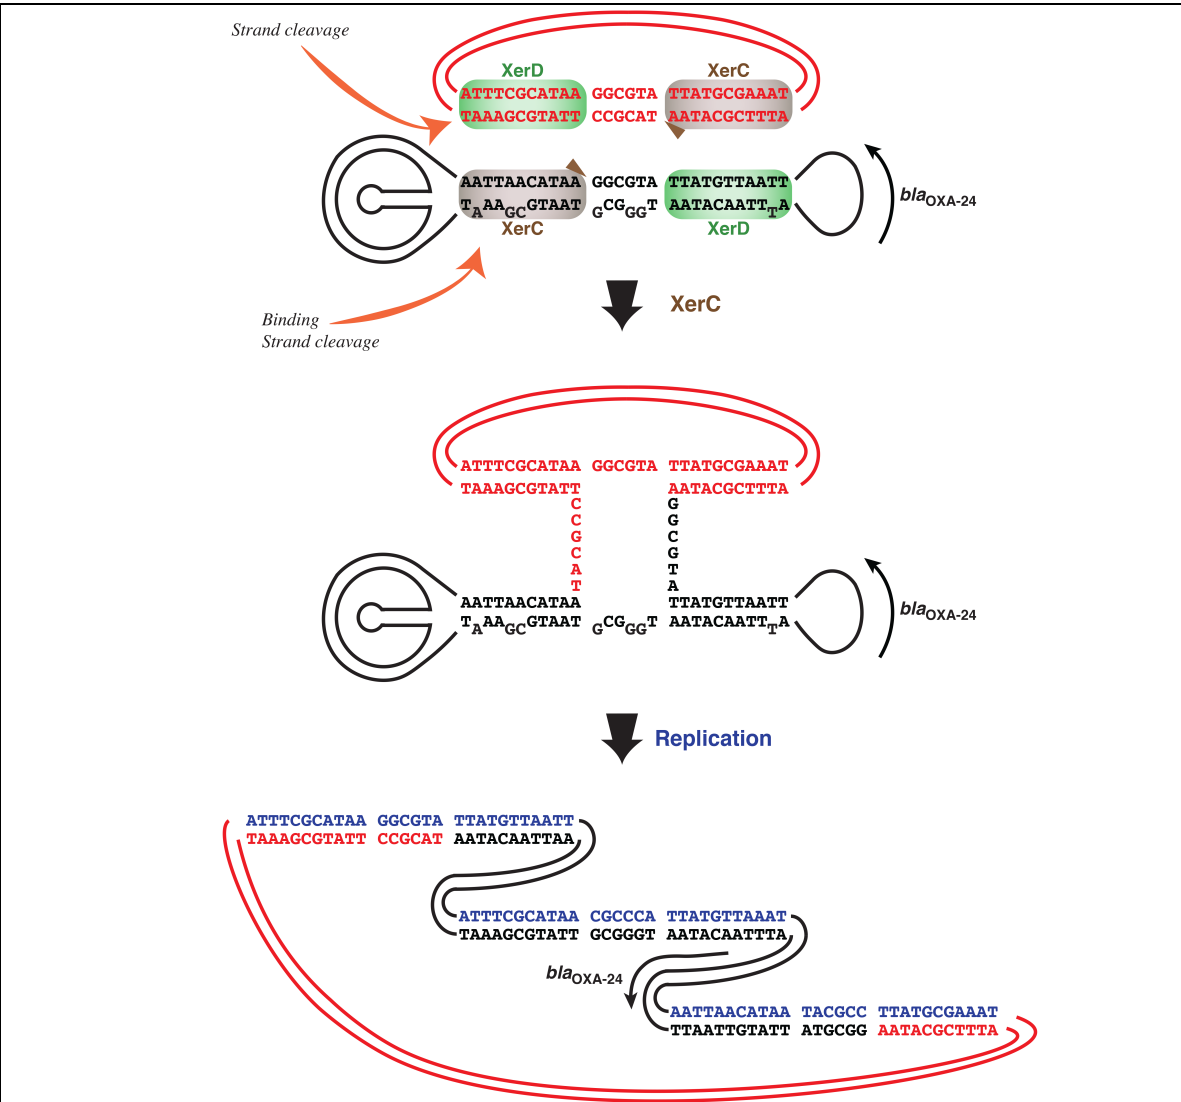 Strand cleavage
XerD XerC
ATTTCGCATAA GGCGTA TTATGCGAAAT
TAAAGCGTATT CCGCAT AATACGCTTTA
AATTAACATAA GGCGTA TTATGTTAATT
TAAAGCGTAAT GCGGGT AATACAATTTA
blaOXA-24
XerC XerD
Binding
Strand cleavage
XerC
ATTTCGCATAA GGCGTA TTATGCGAAAT
TAAAGCGTATT AATACGCTTTA
C G
C G
G C
C G
A T
T A
AATTAACATAA TTATGTTAATT
TAAAGCGTAAT GCGGGT AATACAATTTA
blaOXA-24
Replication
ATTTCGCATAA GGCGTA TTATGTTAATT
TAAAGCGTATT CCGCAT AATACAATTAA
ATTTCGCATAA CGCCCA TTATGTTAAAT
TAAAGCGTATT GCGGGT AATACAATTTA
blaOXA-24
AATTAACATAA TACGCC TTATGCGAAAT
TTAATTGTATT ATGCGG AATACGCTTTA